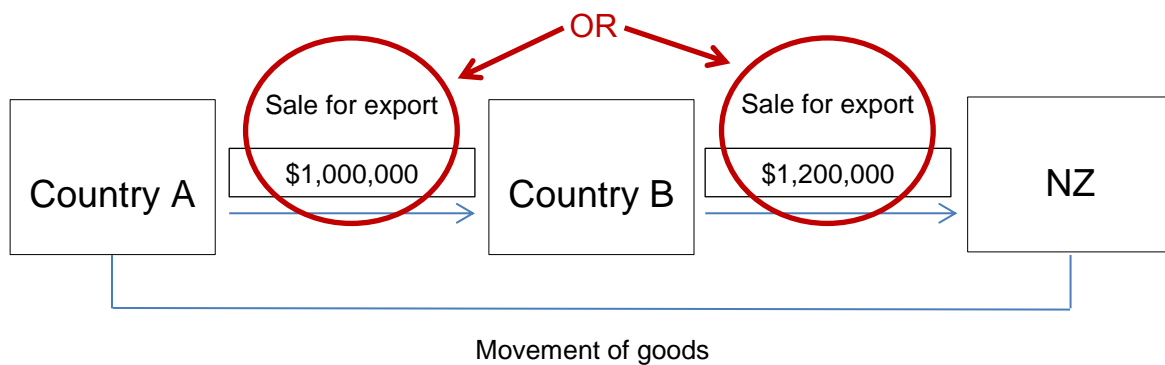 OR
Sale for export
Sale for export
$1,000,000
$1,200,000
Country A
Country B
NZ
Movement of goods